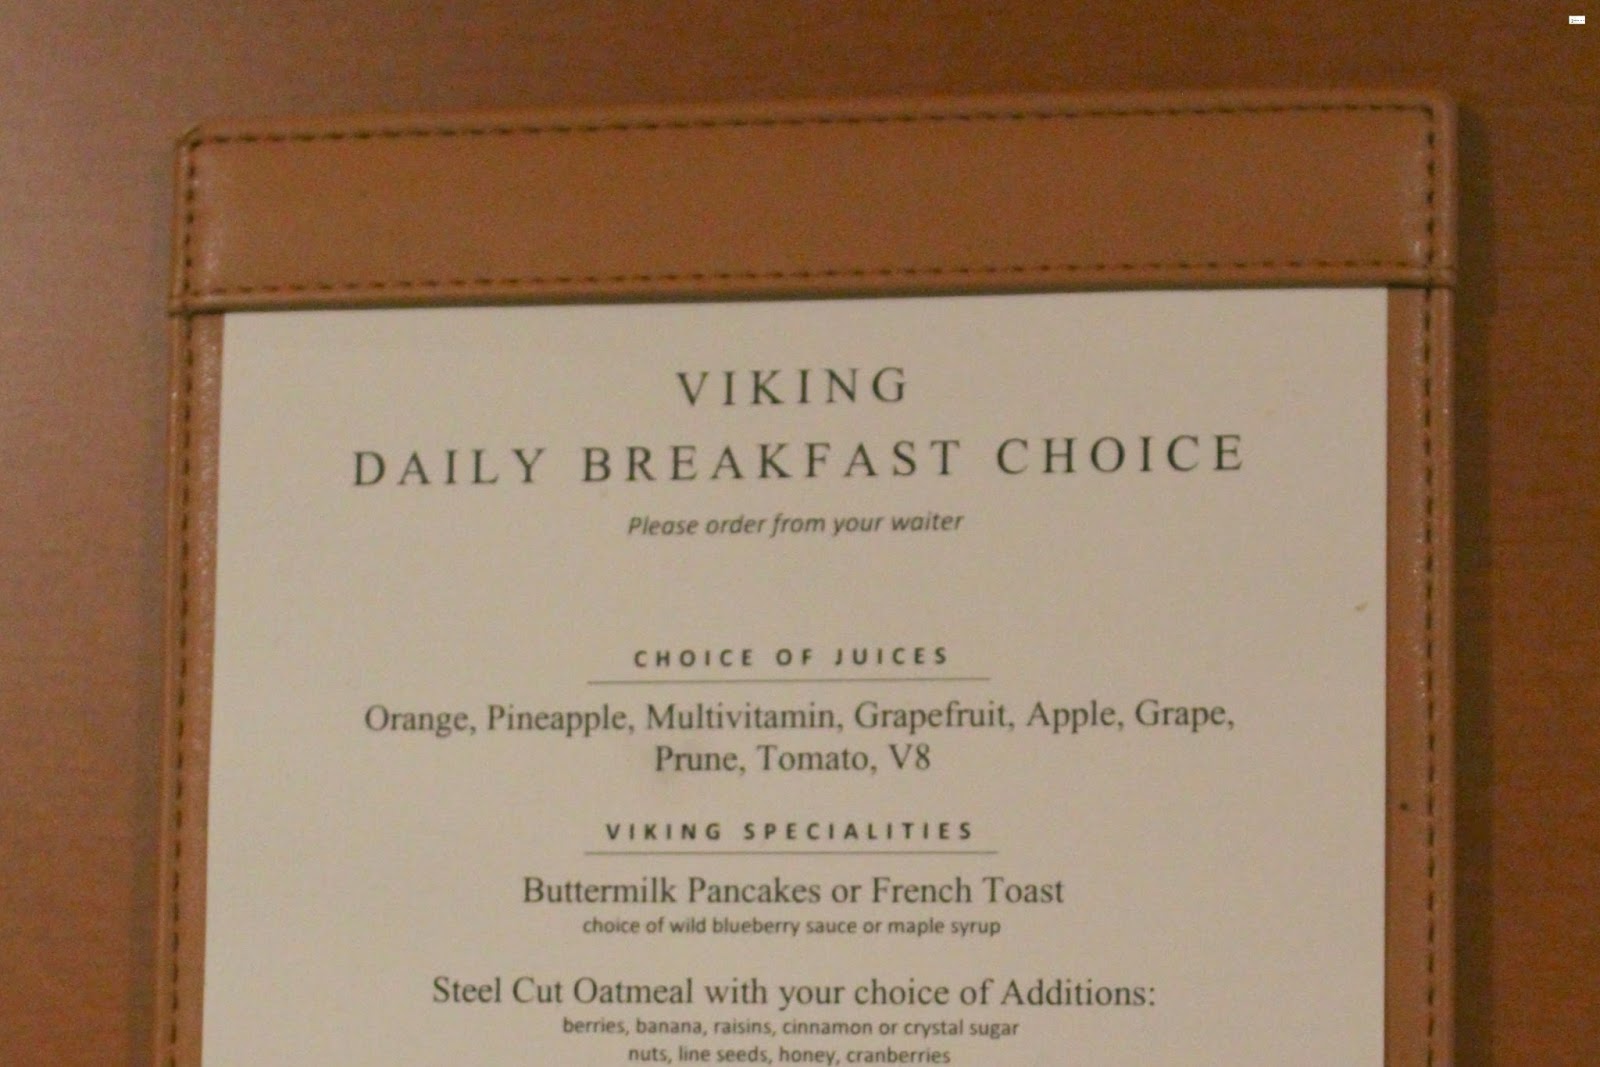 VIKING
DAILY BREAKFAST CHOICE
Please order from your waiter
CHOICE OF JUICES
Orange, Pineapple, Multivitamin, Grapefruit, Apple, Grape,
Prune, Tomato, V8
VIKING SPECIALITIES
Buttermilk Pancakes or French Toast
choice of wild blueberry sauce or maple syrup
Steel Cut Oatmeal with your choice of Additions:
berries, banana, raisins, cinnamon or crystal sugar
nuts, line seeds, honey, cranberries